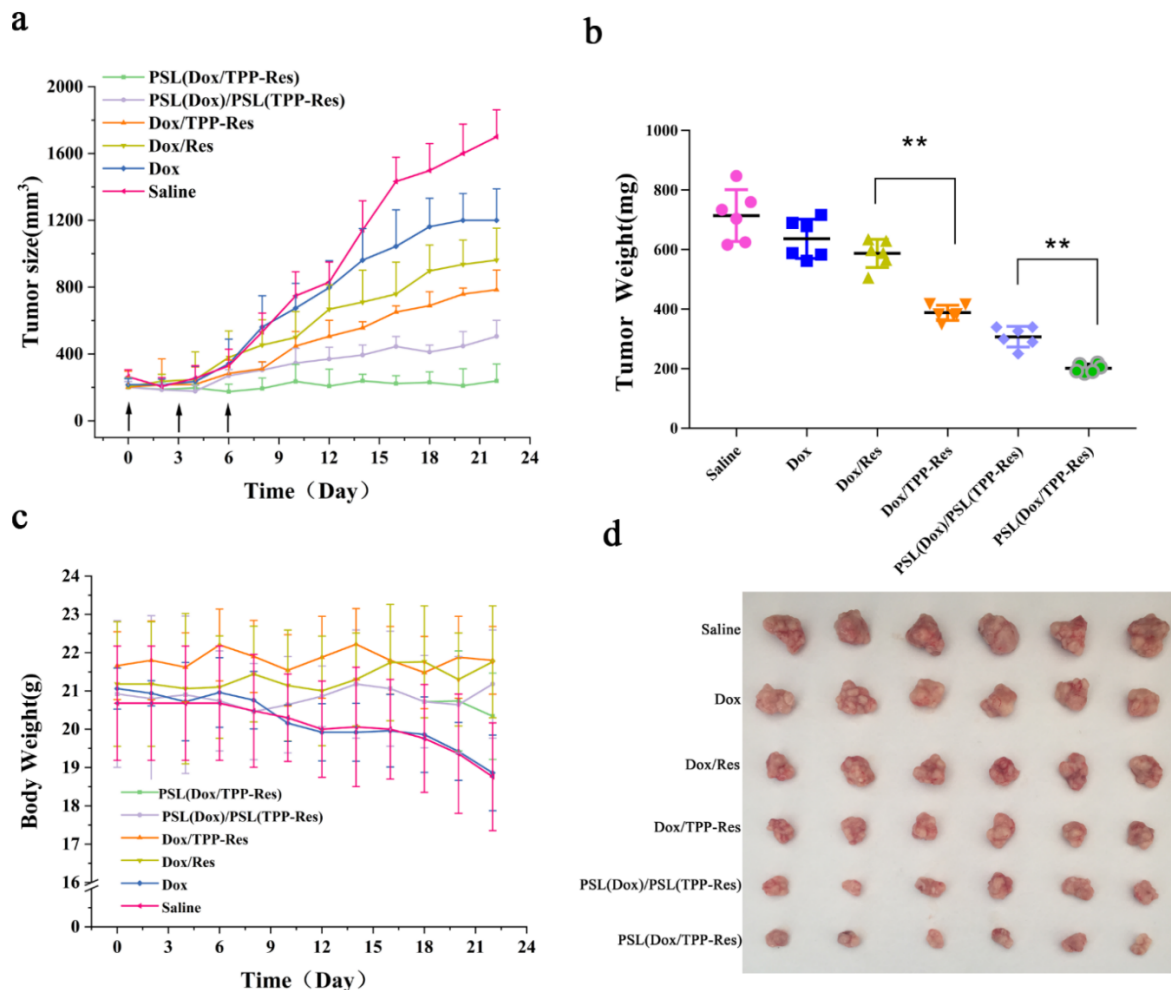 a
PSL(Dox/TPP-Res)
PSL(Dox)/PSL(TPP-Res)
Dox/TPP-Res
Dox/Res
Dox
Saline
2000
1600
1200
800
400
0
Tumor size(mm³)
0 3 6 9 12 15 18 21 24
Time（Day）
b
1000
800
600
400
200
0
Tumor Weight(mg)
**
**
Saline
Dox
Dox/Res
Dox/TPP-Res
PSL(Dox)/PSL(TPP-Res)
PSL(Dox/TPP-Res)
c
24
23
22
21
20
19
18
17
16
0
Body Weight(g)
PSL(Dox/TPP-Res)
PSL(Dox)/PSL(TPP-Res)
Dox/TPP-Res
Dox/Res
Dox
Saline
0 3 6 9 12 15 18 21 24
Time（Day）
d
Saline
Dox
Dox/Res
Dox/TPP-Res
PSL(Dox)/PSL(TPP-Res)
PSL(Dox/TPP-Res)